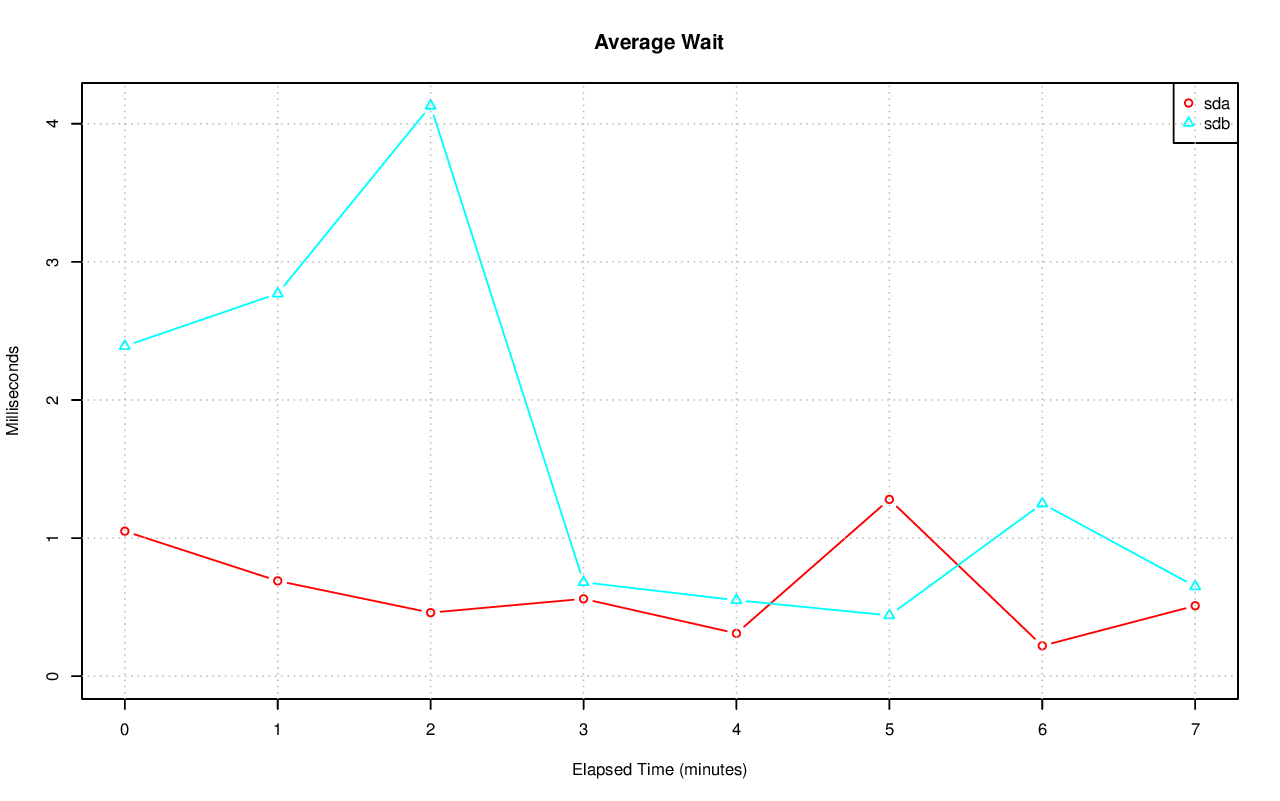 Average Wait
sda
sdb
Milliseconds
4
3
2
1
0
0 1 2 3 4 5 6 7
Elapsed Time (minutes)